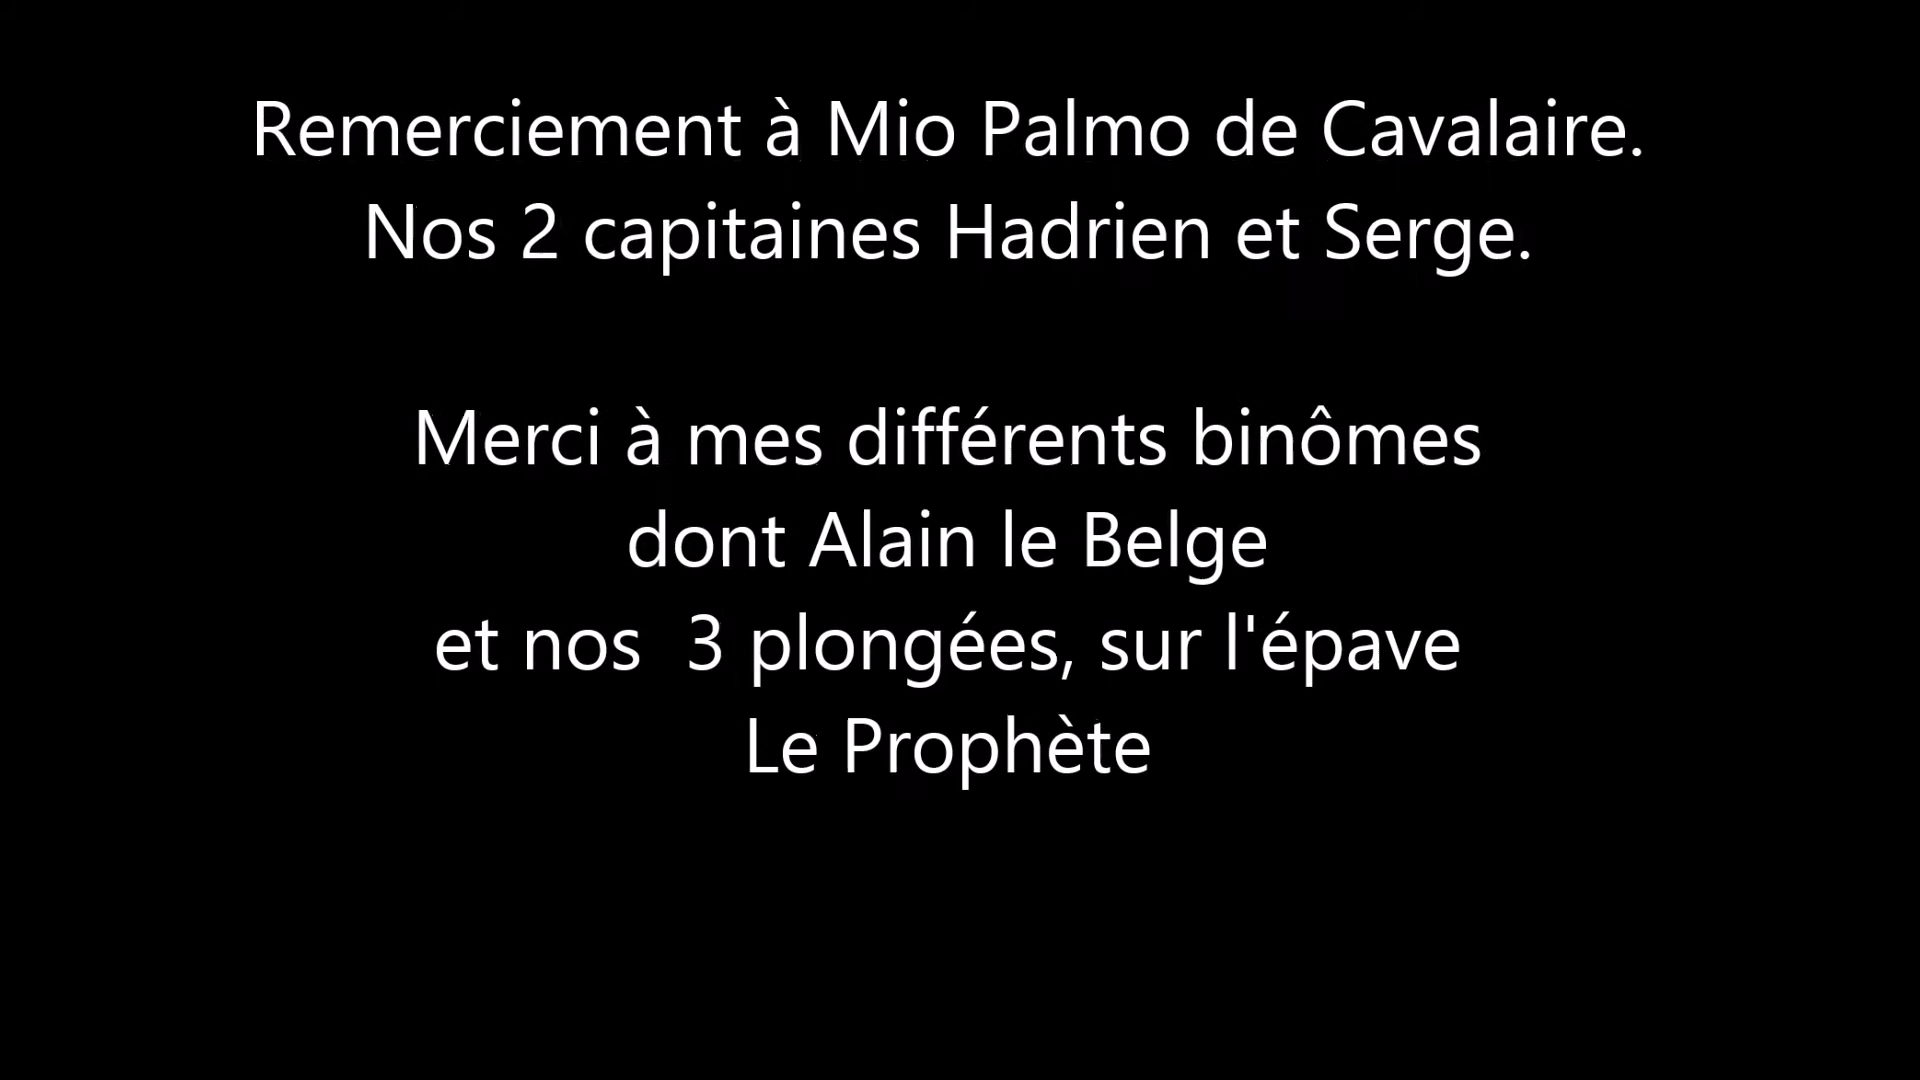 Remerciement à Mio Palmo de Cavalaire.
Nos 2 capitaines Hadrien et Serge.
Merci à mes différents binômes
dont Alain le Belge
et nos  3 plongées, sur l'épave
Le Prophète